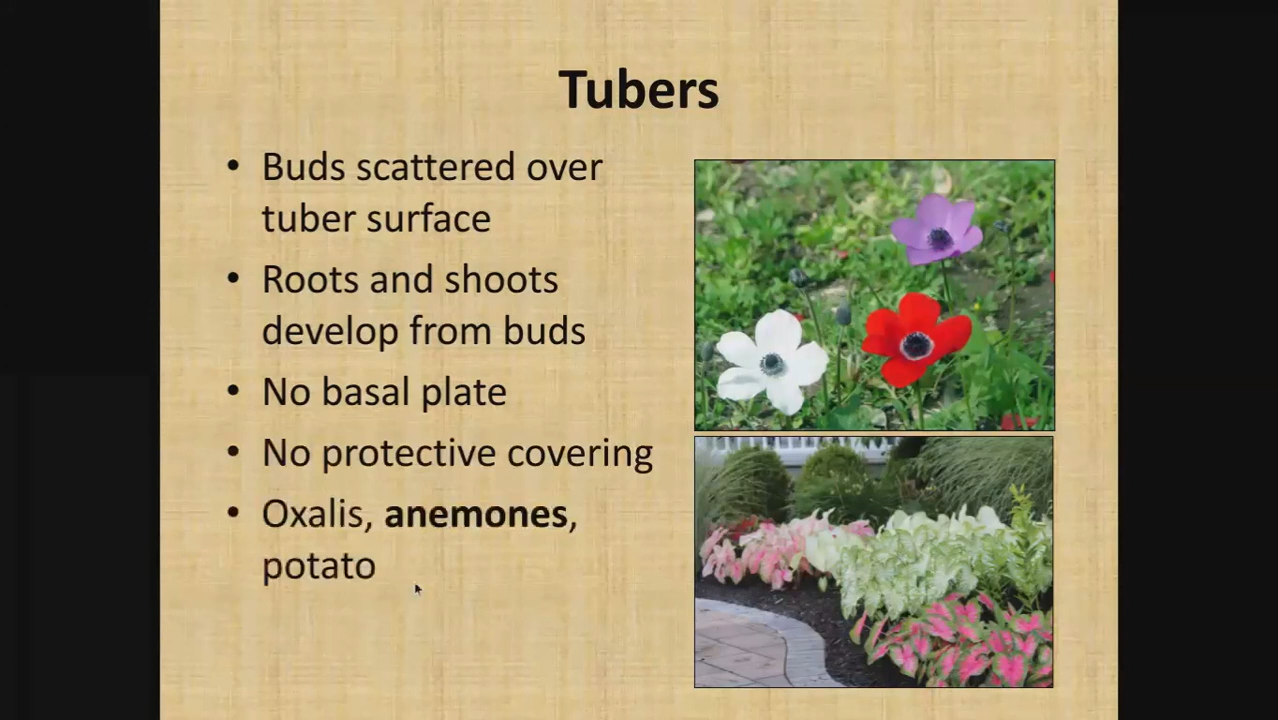 Tubers
• Buds scattered over
tuber surface
• Roots and shoots
develop from buds
• No basal plate
• No protective covering
• Oxalis, anemones,
potato